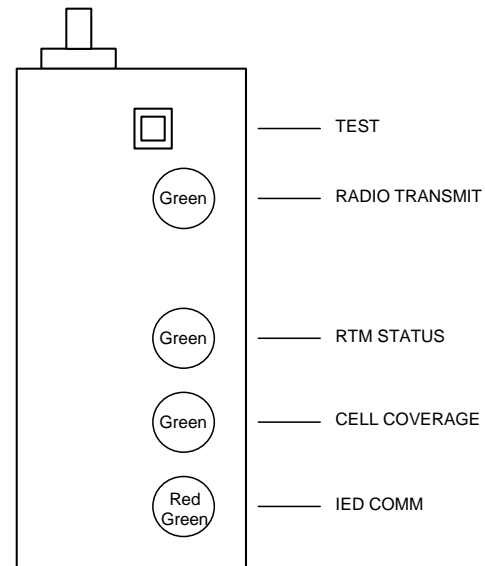 TEST
Green
RADIO TRANSMIT
Green
RTM STATUS
Green
CELL COVERAGE
Red
Green
IED COMM